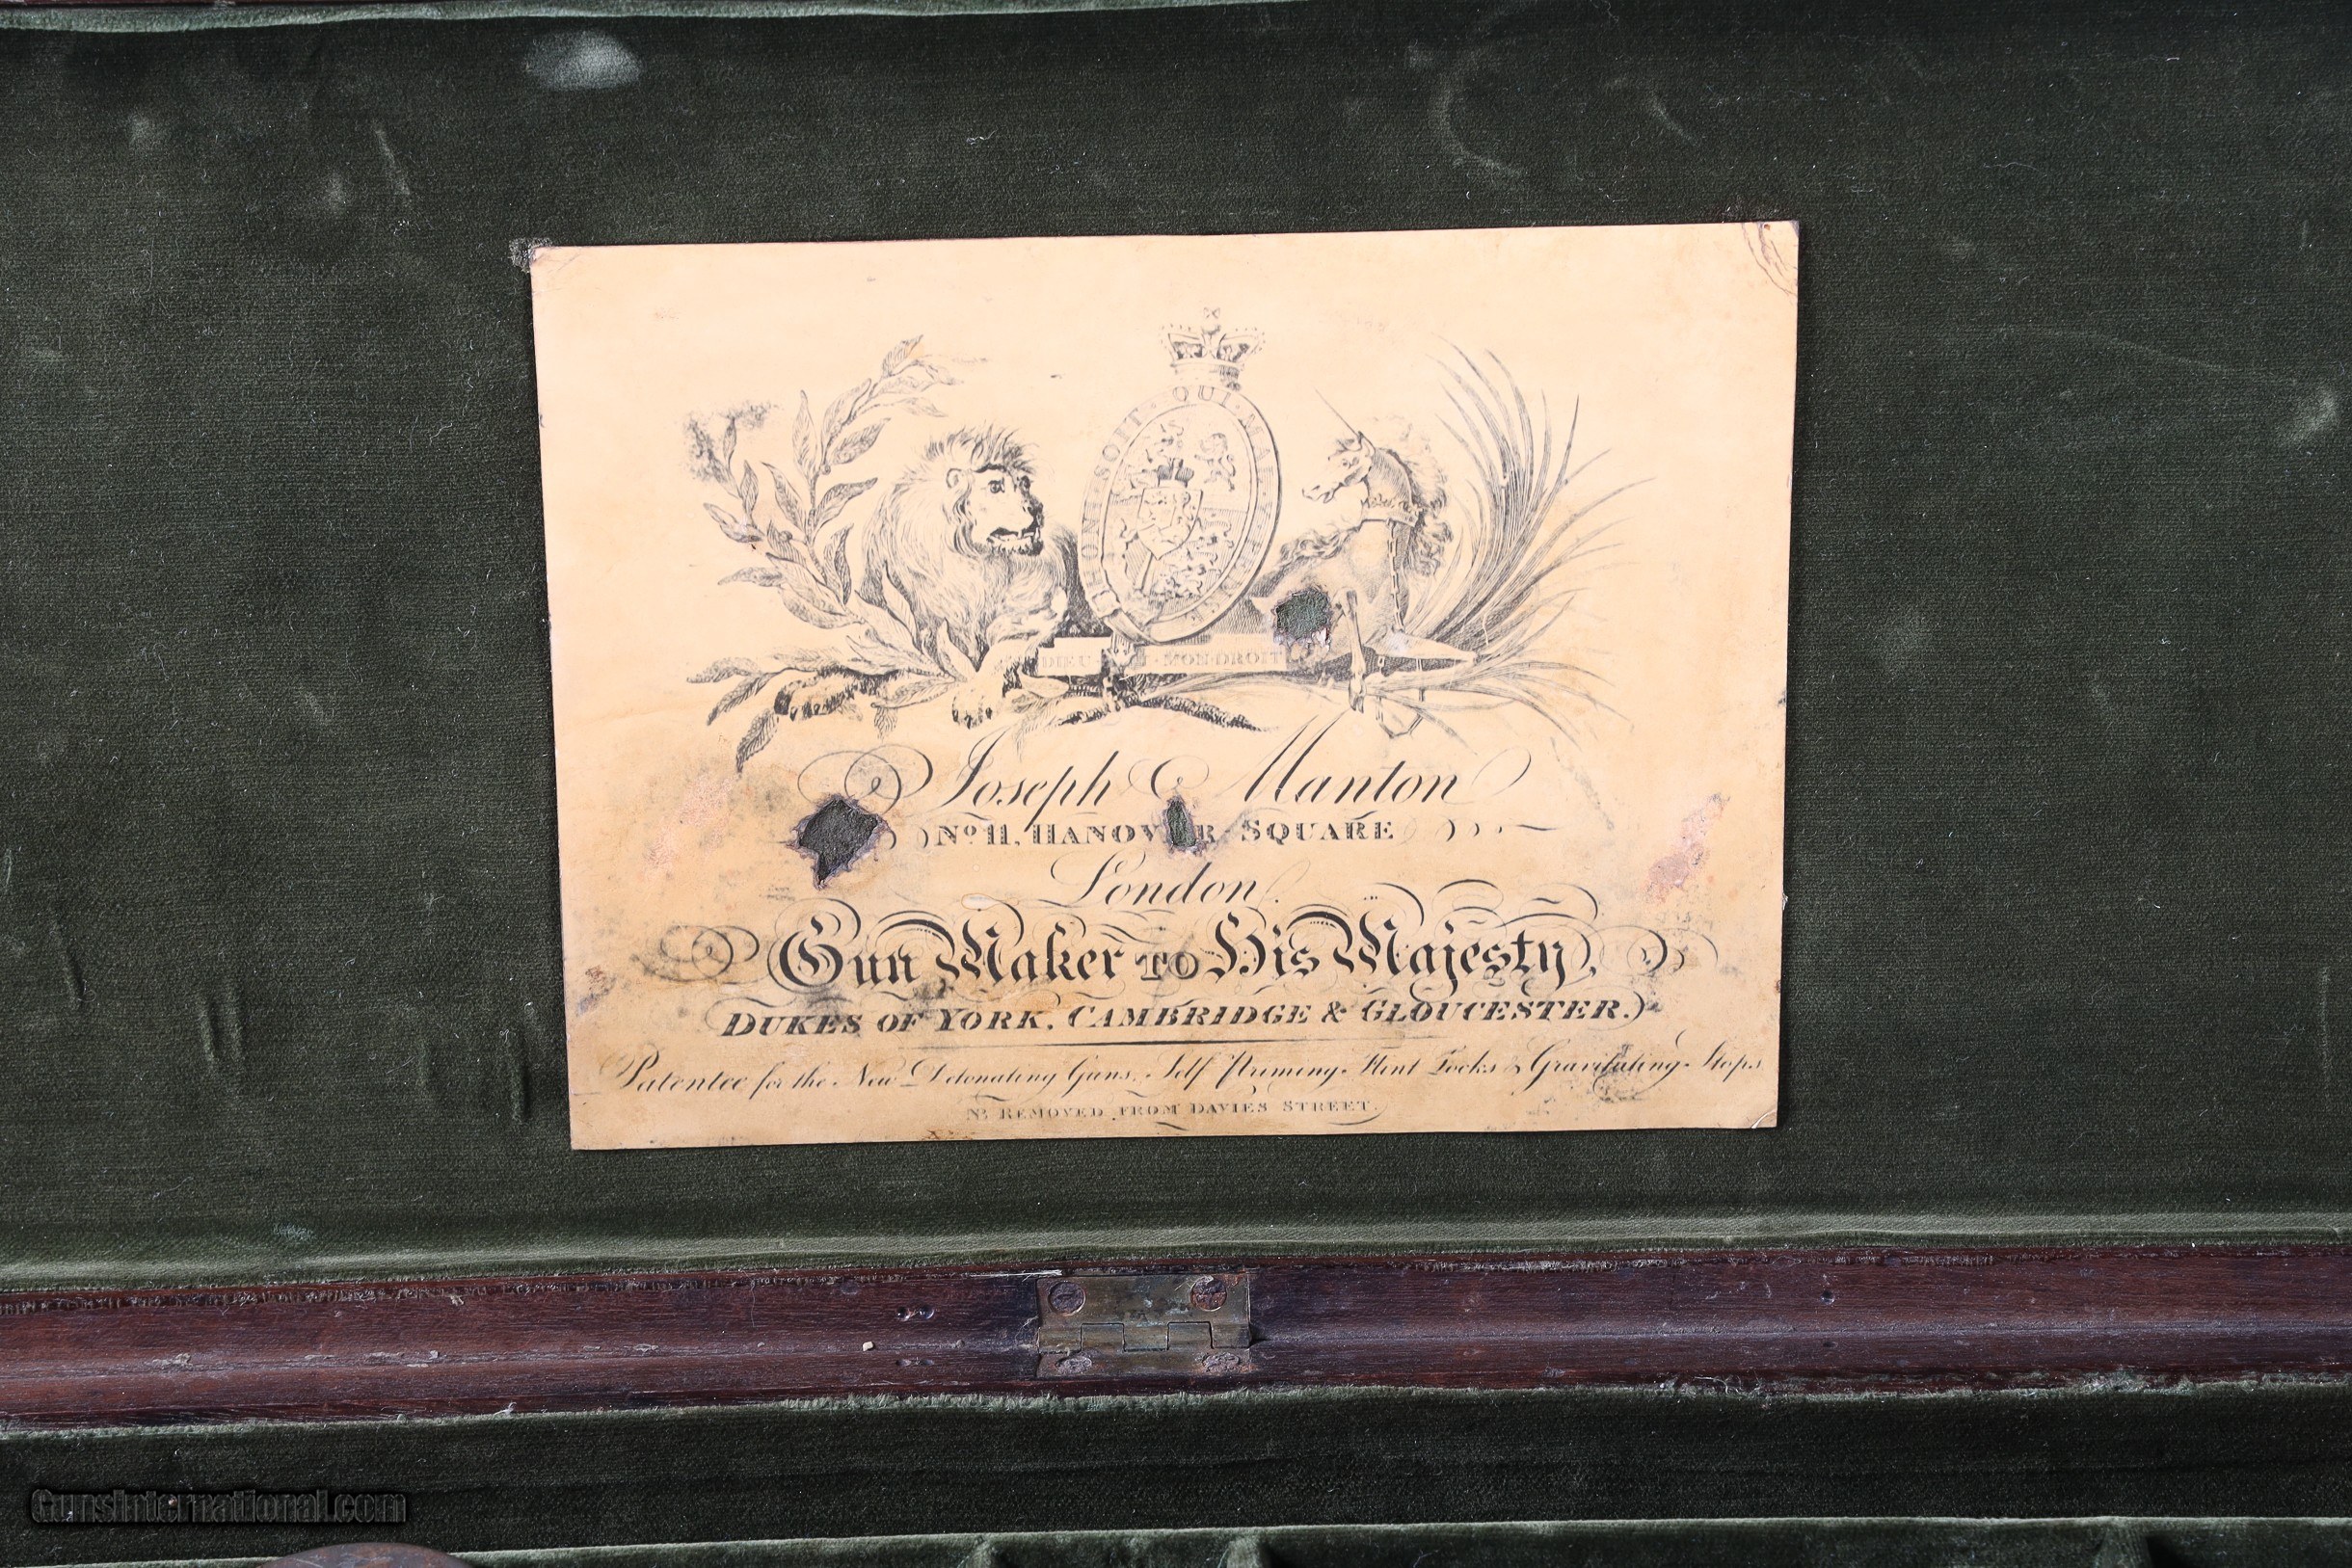 HONI · SOIT · QUI · MAL Y PENSE
DIEU · MON · DROIT
Joseph Manton
No. 11, HANOVER SQUARE
London.
Gun Maker TO His Majesty,
DUKES OF YORK, CAMBRIDGE & GLOUCESTER.
Patentee for the New Detonating Guns, Self Priming Flint Locks & Gravitating Stops
REMOVED FROM DAVIES STREET.
GunsInternational.com